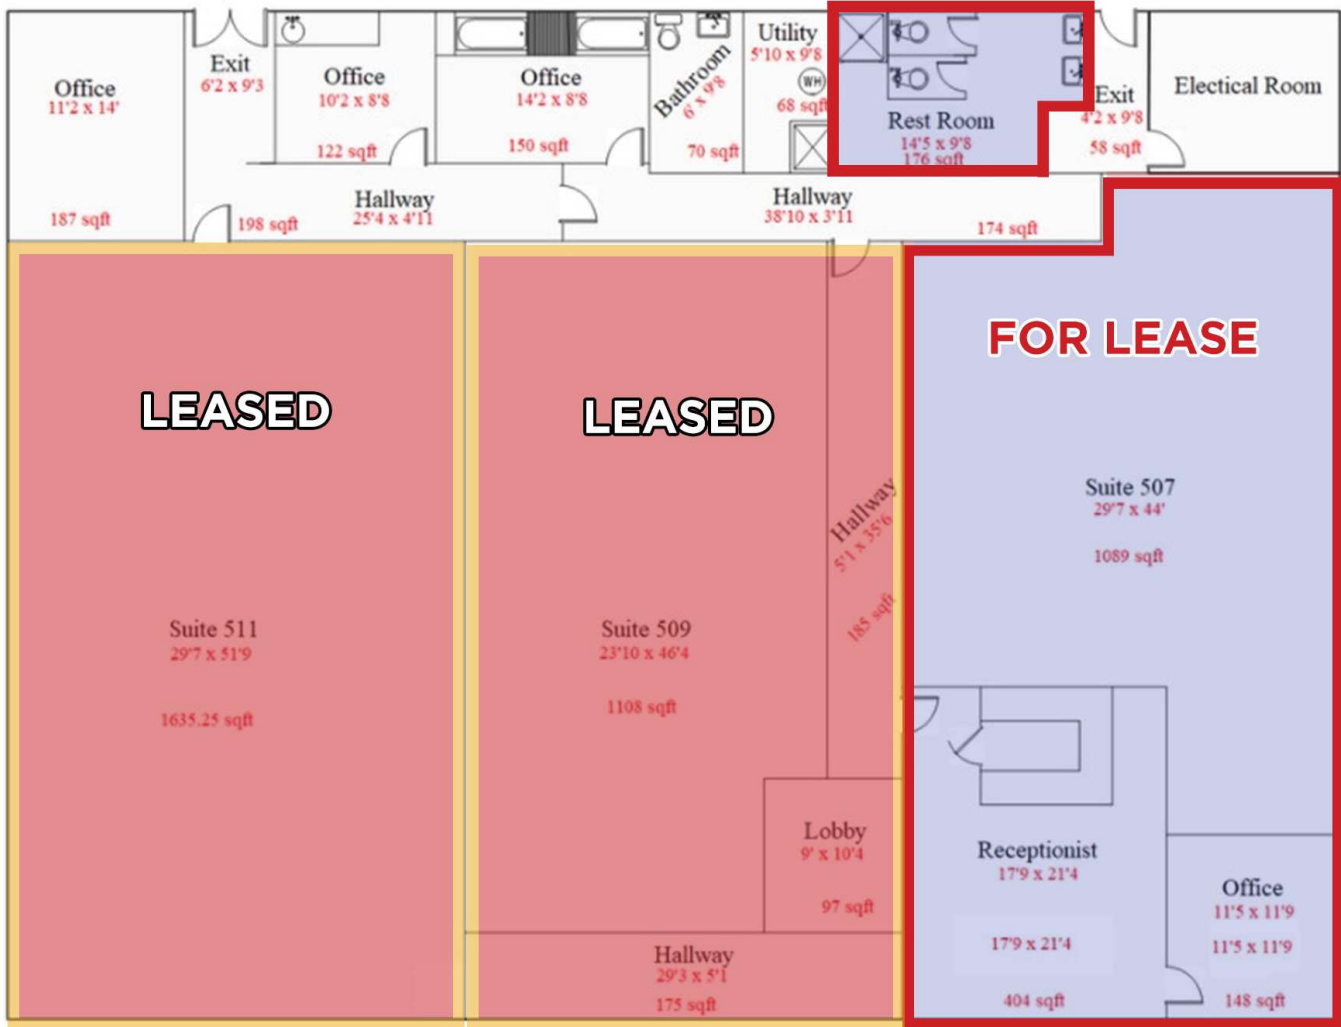 Office
11'2 x 14'
187 sqft
Exit
6'2 x 9'3
Office
10'2 x 8'8
122 sqft
Office
14'2 x 8'8
150 sqft
Bathroom
6' x 9'8
70 sqft
Utility
5'10 x 9'8
WH
68 sqft
Rest Room
14'5 x 9'8
176 sqft
Exit
4'2 x 9'8
58 sqft
Electical Room
Hallway
25'4 x 4'11
198 sqft
Hallway
38'10 x 3'11
174 sqft
LEASED
Suite 511
29'7 x 51'9
1635.25 sqft
LEASED
Suite 509
23'10 x 46'4
1108 sqft
Hallway
5'1 x 35'6
185 sqft
Lobby
9' x 10'4
97 sqft
Hallway
29'3 x 5'1
175 sqft
FOR LEASE
Suite 507
29'7 x 44'
1089 sqft
Receptionist
17'9 x 21'4
17'9 x 21'4
404 sqft
Office
11'5 x 11'9
11'5 x 11'9
148 sqft